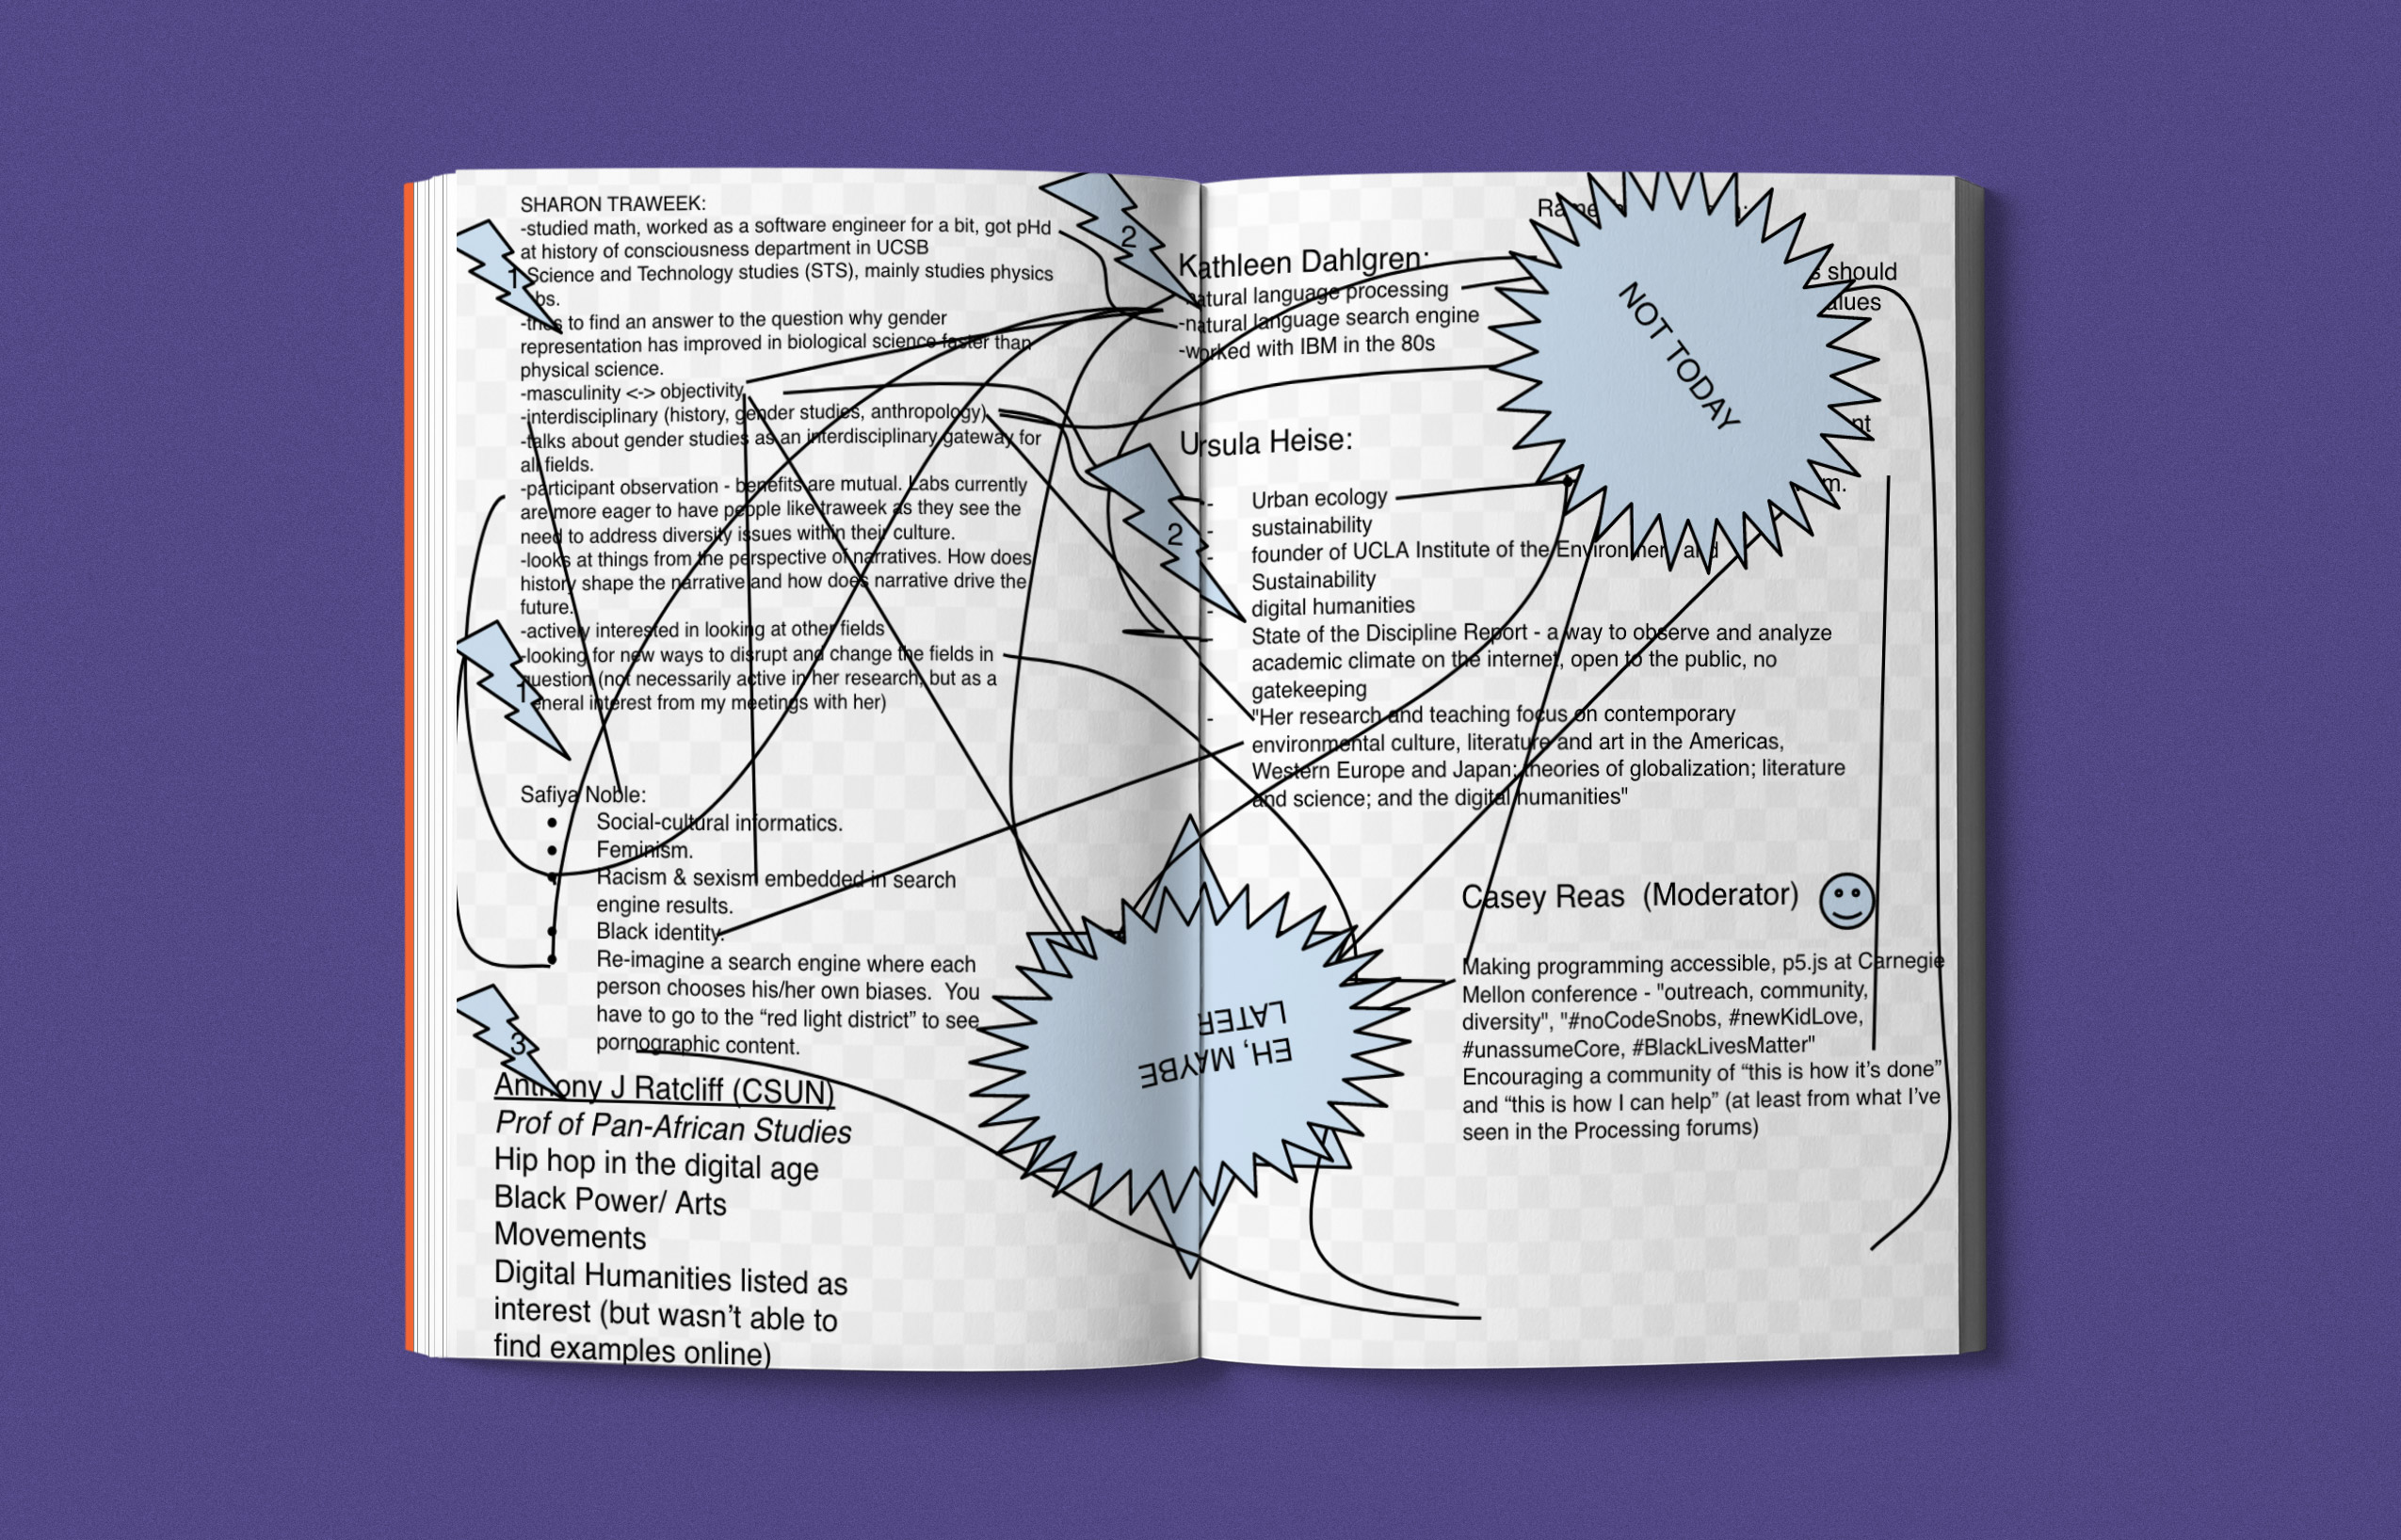 SHARON TRAWEEK:
-studied math, worked as a software engineer for a bit, got pHd
at history of consciousness department in UCSB
Science and Technology studies (STS), mainly studies physics
-tries to find an answer to the question why gender
representation has improved in biological science faster than
physical science.
-masculinity <-> objectivity
-interdisciplinary (history, gender studies, anthropology)
-talks about gender studies as an interdisciplinary gateway for
all fields.
-participant observation - benefits are mutual. Labs currently
are more eager to have people like traweek as they see the
need to address diversity issues within their culture.
-looks at things from the perspective of narratives. How does
history shape the narrative and how does narrative drive the
future.
-actively interested in looking at other fields
-looking for new ways to disrupt and change the fields in
question (not necessarily active in her research, but as a
general interest from my meetings with her)
1
1
Safiya Noble:
• Social-cultural informatics.
• Feminism.
• Racism & sexism embedded in search
engine results.
• Black identity.
• Re-imagine a search engine where each
person chooses his/her own biases.  You
have to go to the “red light district” to see
pornographic content.
3
Anthony J Ratcliff (CSUN)
Prof of Pan-African Studies
Hip hop in the digital age
Black Power/ Arts
Movements
Digital Humanities listed as
interest (but wasn’t able to
find examples online)
2
Kathleen Dahlgren:
-natural language processing
-natural language search engine
-worked with IBM in the 80s
2
Ursula Heise:
- Urban ecology
- sustainability
- founder of UCLA Institute of the Environment and
Sustainability
- digital humanities
- State of the Discipline Report - a way to observe and analyze
academic climate on the internet, open to the public, no
gatekeeping
- "Her research and teaching focus on contemporary
environmental culture, literature and art in the Americas,
Western Europe and Japan; theories of globalization; literature
and science; and the digital humanities"
NOT TODAY
should
EH, MAYBE
LATER
Casey Reas  (Moderator)
Making programming accessible, p5.js at Carnegie
Mellon conference - "outreach, community,
diversity", "#noCodeSnobs, #newKidLove,
#unassumeCore, #BlackLivesMatter"
Encouraging a community of “this is how it’s done”
and “this is how I can help” (at least from what I’ve
seen in the Processing forums)